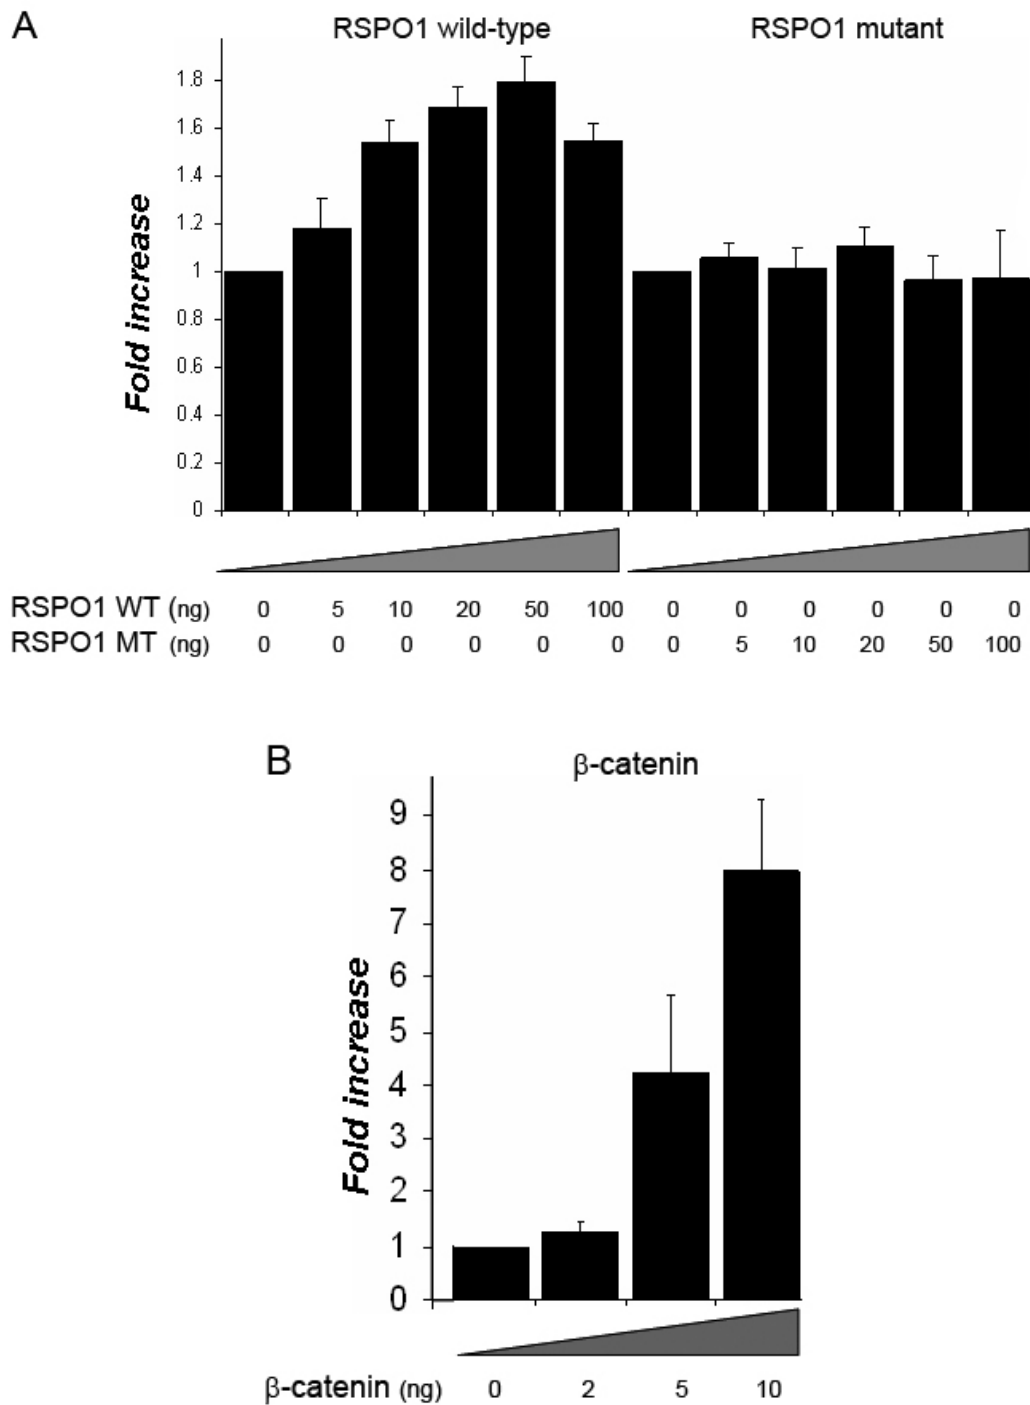 A
RSPO1 wild-type RSPO1 mutant
Fold increase
1.8
1.6
1.4
1.2
1
0.8
0.6
0.4
0.2
0
RSPO1 WT (ng) 0 5 10 20 50 100 0 0 0 0 0 0
RSPO1 MT (ng) 0 0 0 0 0 0 0 5 10 20 50 100
B
β-catenin
Fold increase
9
8
7
6
5
4
3
2
1
0
β-catenin (ng) 0 2 5 10